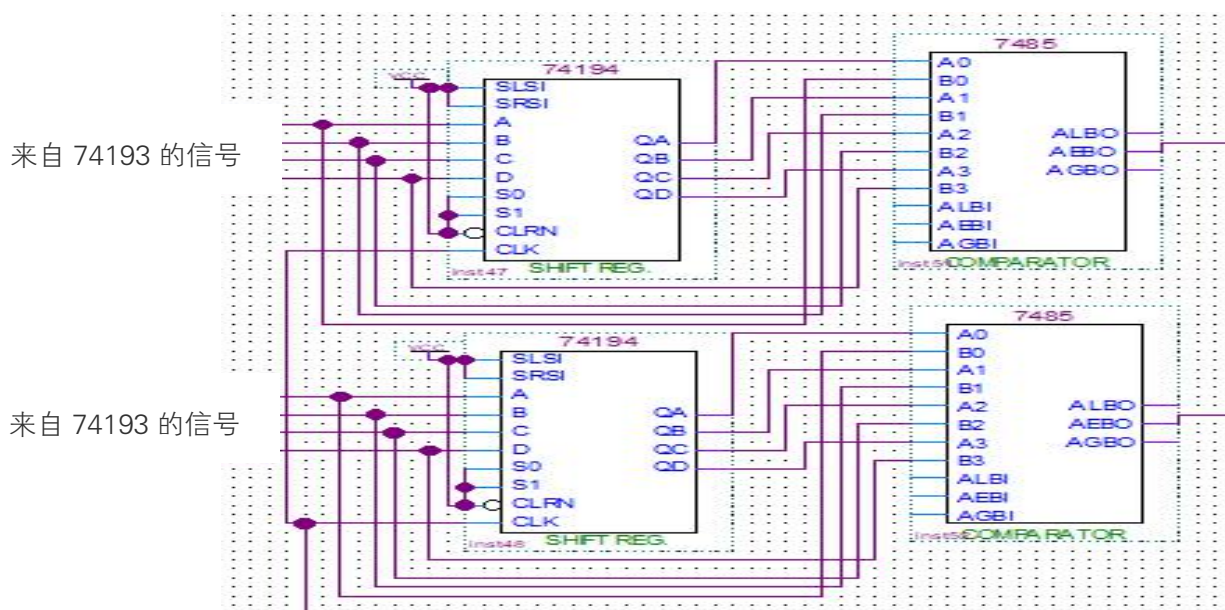 7485
74194
VCC
SLSI
SRSI
A
B
C
D
S0
S1
CLRN
CLK
QA
QB
QC
QD
inst47
SHIFT REG.
A0
B0
A1
B1
A2
B2
A3
B3
ALBI
AEBI
AGBI
ALBO
AEBO
AGBO
COMPARATOR
来自 74193 的信号
7485
74194
VCC
SLSI
SRSI
A
B
C
D
S0
S1
CLRN
CLK
QA
QB
QC
QD
SHIFT REG.
A0
B0
A1
B1
A2
B2
A3
B3
ALBI
AEBI
AGBI
ALBO
AEBO
AGBO
COMPARATOR
来自 74193 的信号